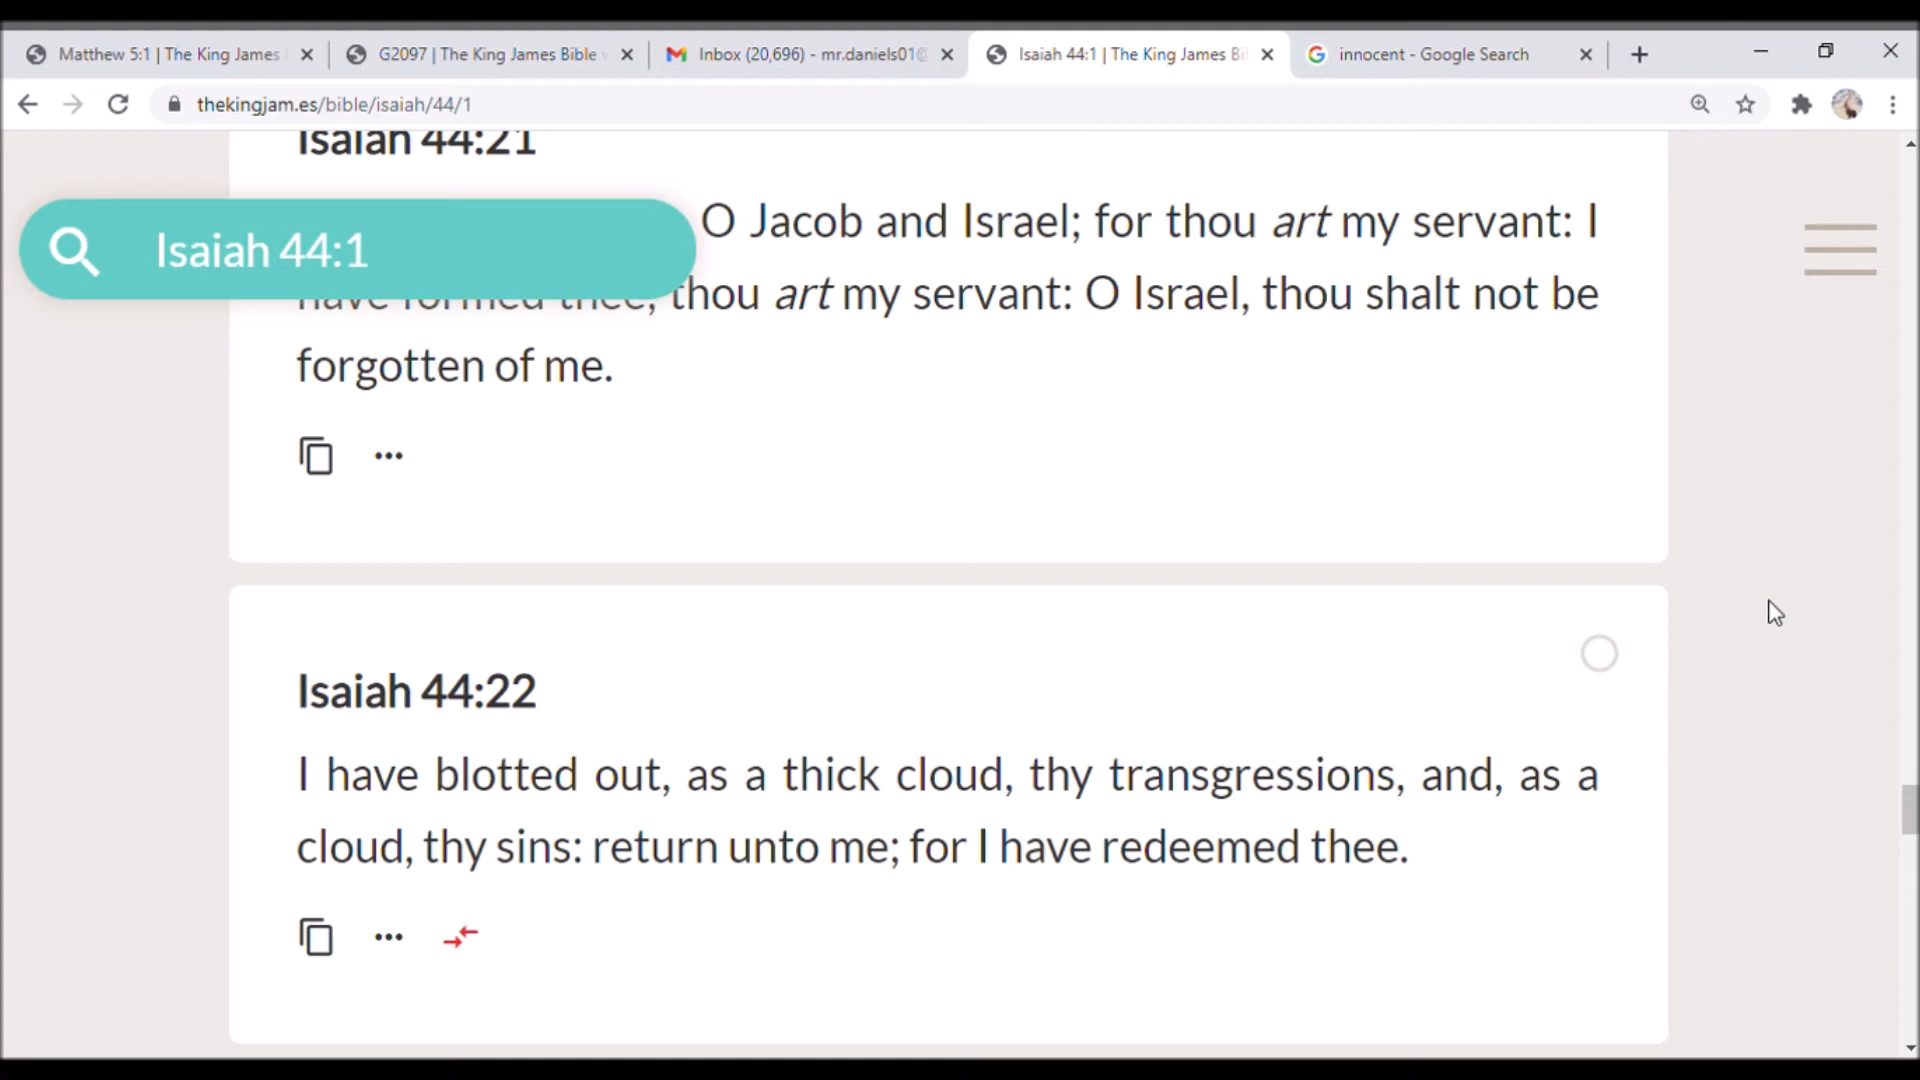 Matthew 5:1 | The King James
G2097 | The King James Bible
Inbox (20,696) - mr.daniels01@
Isaiah 44:1 | The King James Bi
innocent - Google Search
thekingjam.es/bible/isaiah/44/1
Isaiah 44:21
Isaiah 44:1
O Jacob and Israel; for thou art my servant: I
have formed thee; thou art my servant: O Israel, thou shalt not be
forgotten of me.
Isaiah 44:22
I have blotted out, as a thick cloud, thy transgressions, and, as a
cloud, thy sins: return unto me; for I have redeemed thee.